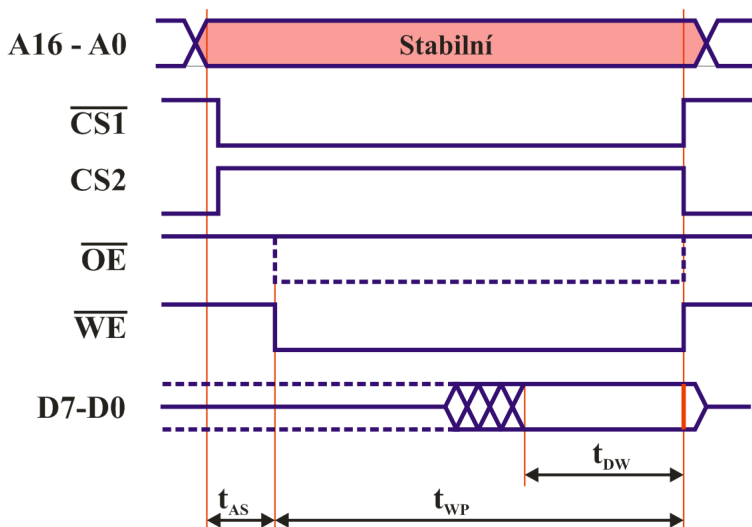 A16 - A0
Stabilní
CS1
CS2
OE
WE
D7-D0
tDW
tAS
tWP